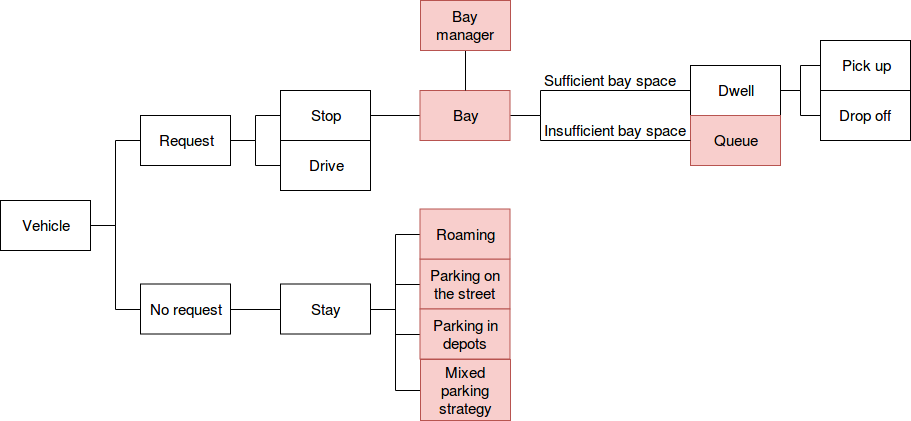 Bay
manager
Sufficient bay space
Pick up
Dwell
Stop
Bay
Drop off
Insufficient bay space
Request
Queue
Drive
Vehicle
Roaming
Parking on
the street
No request
Stay
Parking in
depots
Mixed
parking
strategy